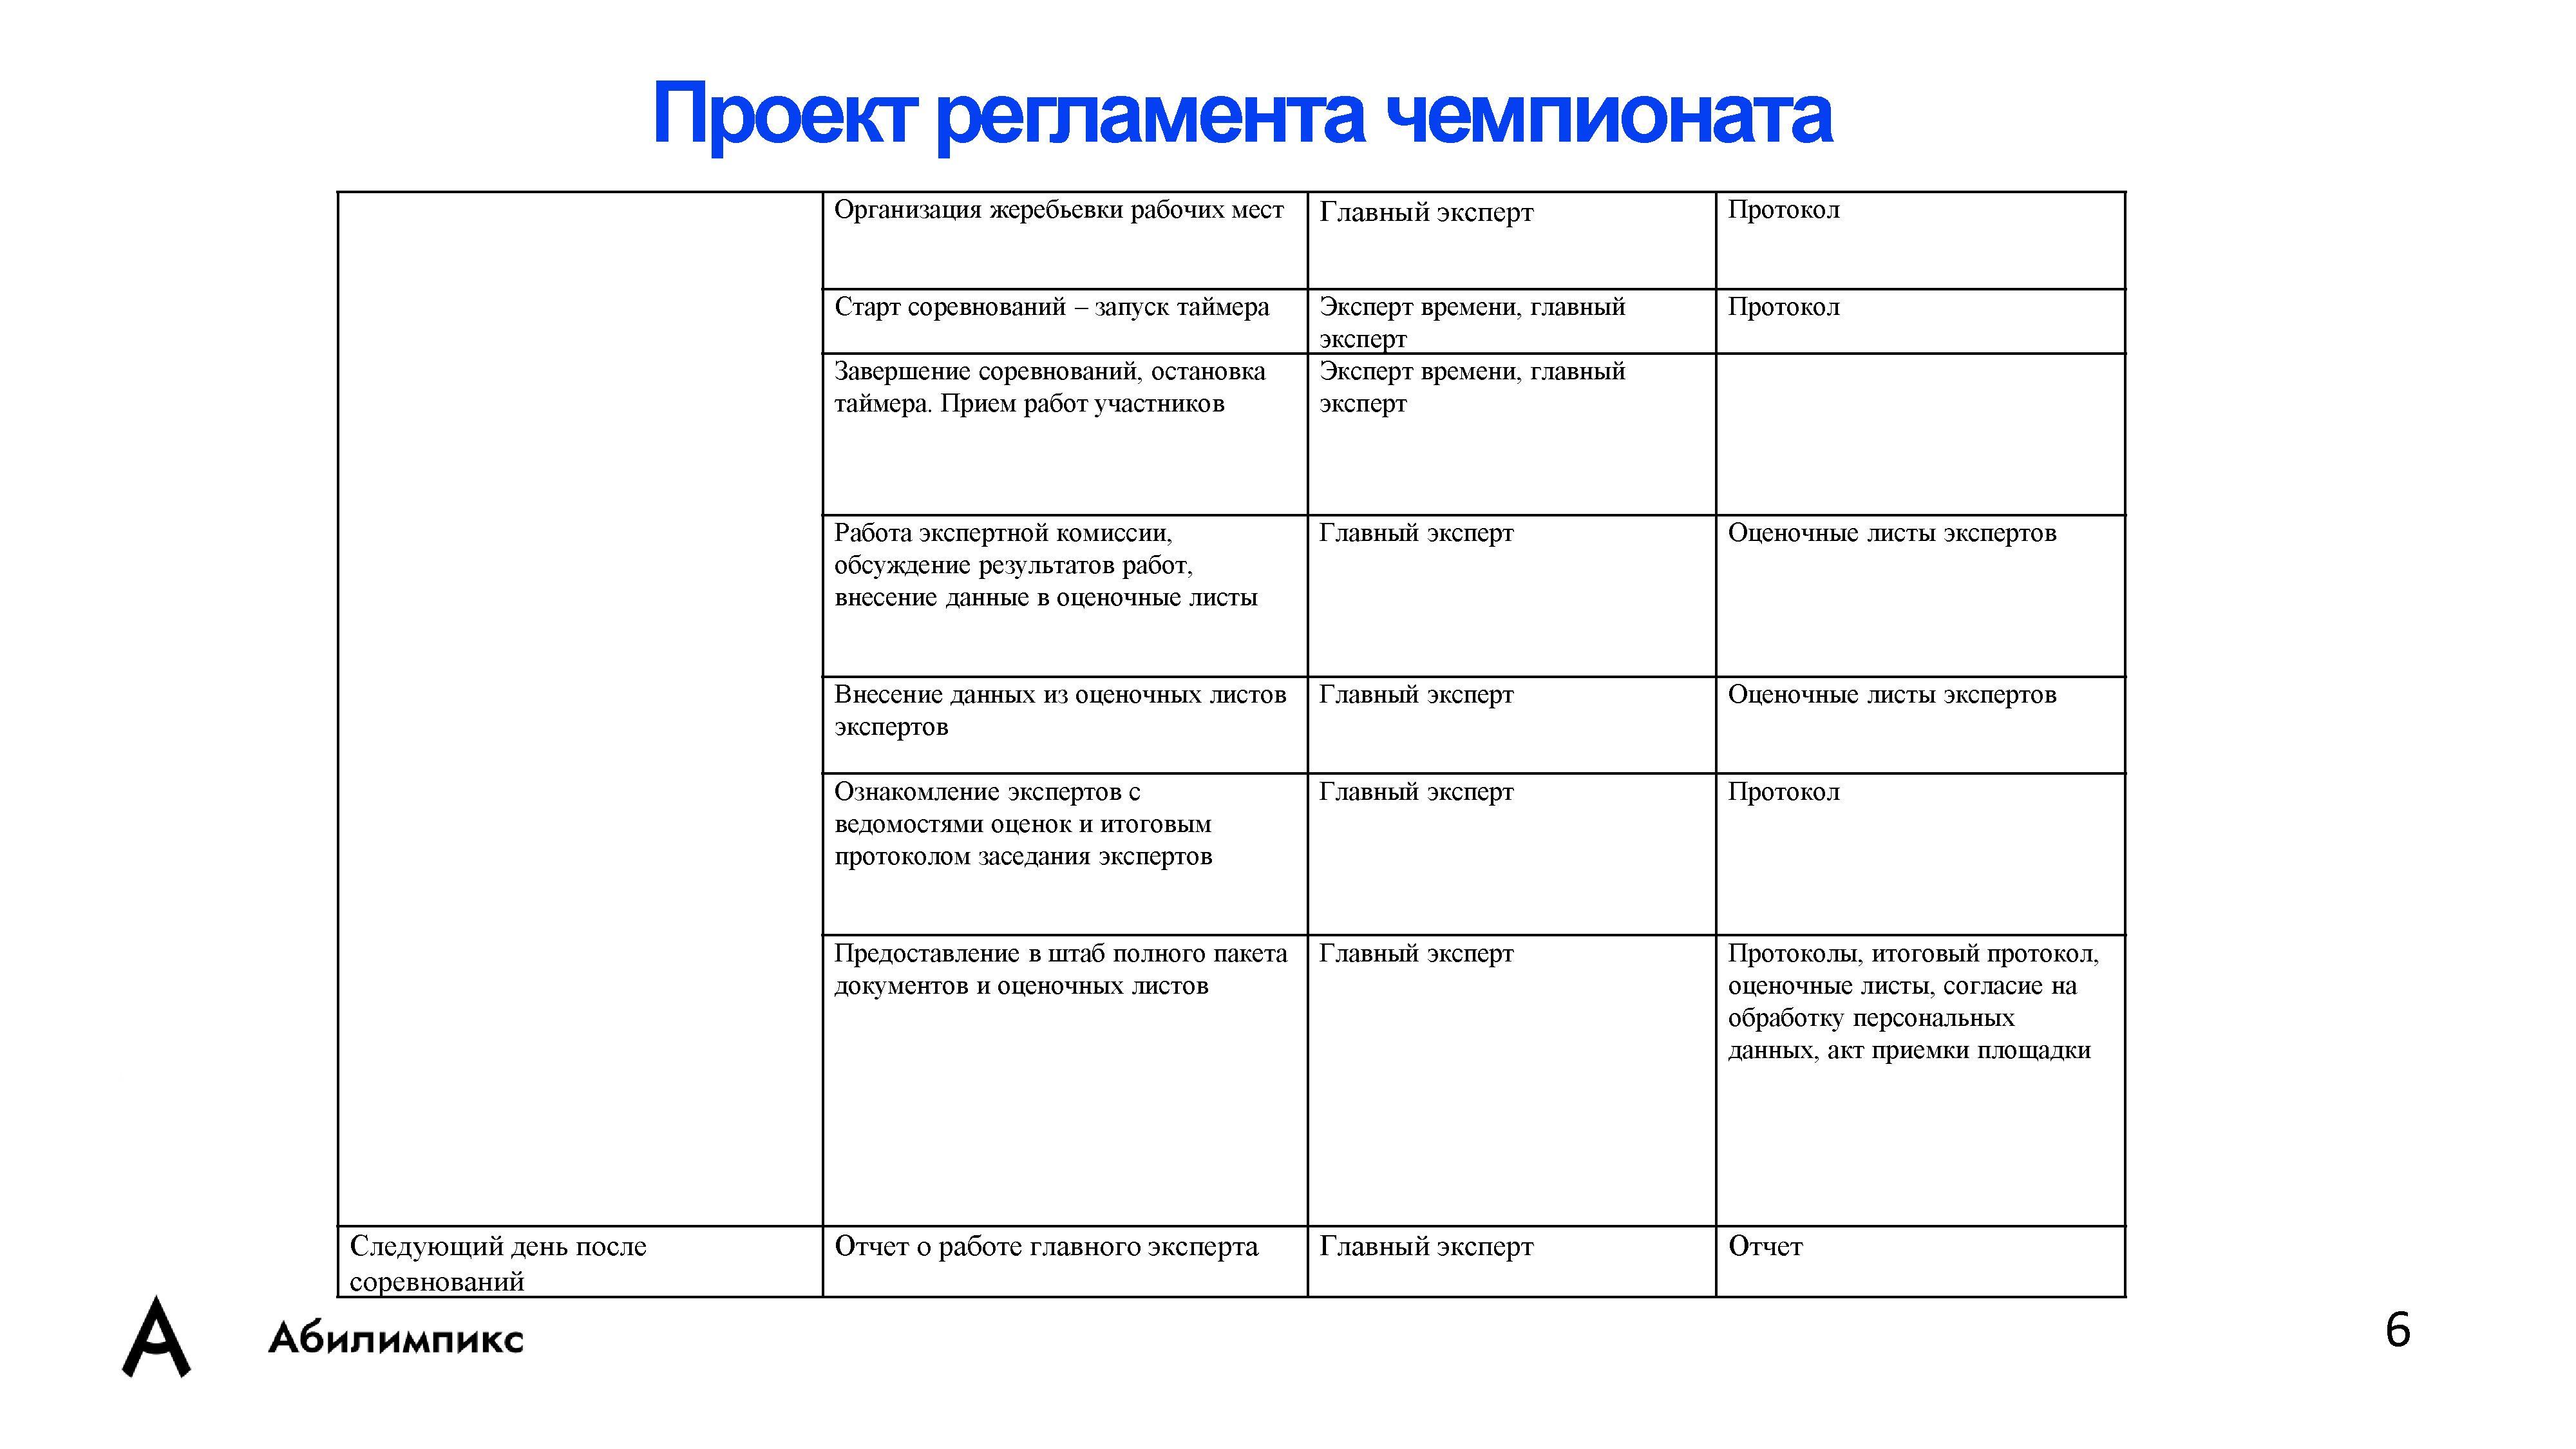 Проект регламента чемпионата
Организация жеребьевки рабочих мест
Главный эксперт
Протокол
Старт соревнований – запуск таймера
Эксперт времени, главный
эксперт
Протокол
Завершение соревнований, остановка
таймера. Прием работ участников
Эксперт времени, главный
эксперт
Работа экспертной комиссии,
обсуждение результатов работ,
внесение данные в оценочные листы
Главный эксперт
Оценочные листы экспертов
Внесение данных из оценочных листов
экспертов
Главный эксперт
Оценочные листы экспертов
Ознакомление экспертов с
ведомостями оценок и итоговым
протоколом заседания экспертов
Главный эксперт
Протокол
Предоставление в штаб полного пакета
документов и оценочных листов
Главный эксперт
Протоколы, итоговый протокол,
оценочные листы, согласие на
обработку персональных
данных, акт приемки площадки
Следующий день после
соревнований
Отчет о работе главного эксперта
Главный эксперт
Отчет
Абилимпикс
6